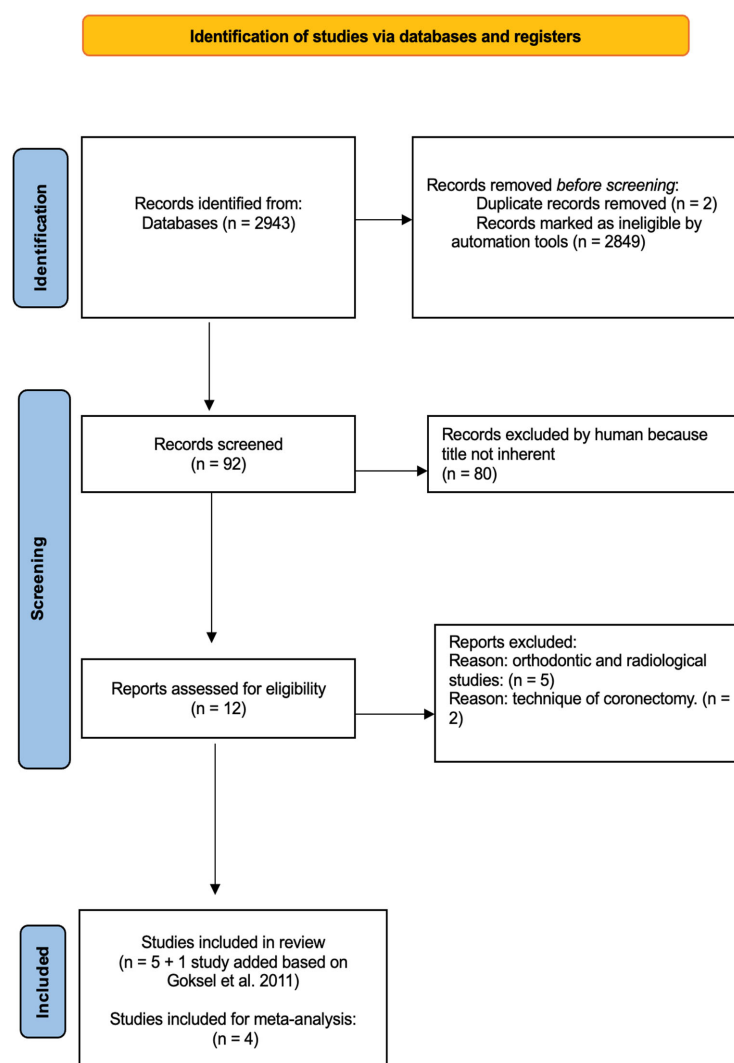 Identification of studies via databases and registers
Identification
Records identified from:
Databases (n = 2943)
Records removed before screening:
Duplicate records removed (n = 2)
Records marked as ineligible by
automation tools (n = 2849)
Screening
Records screened
(n = 92)
Records excluded by human because
title not inherent
(n = 80)
Reports assessed for eligibility
(n = 12)
Reports excluded:
Reason: orthodontic and radiological
studies: (n = 5)
Reason: technique of coronectomy. (n =
2)
Included
Studies included in review
(n = 5 + 1 study added based on
Goksel et al. 2011)
Studies included for meta-analysis:
(n = 4)